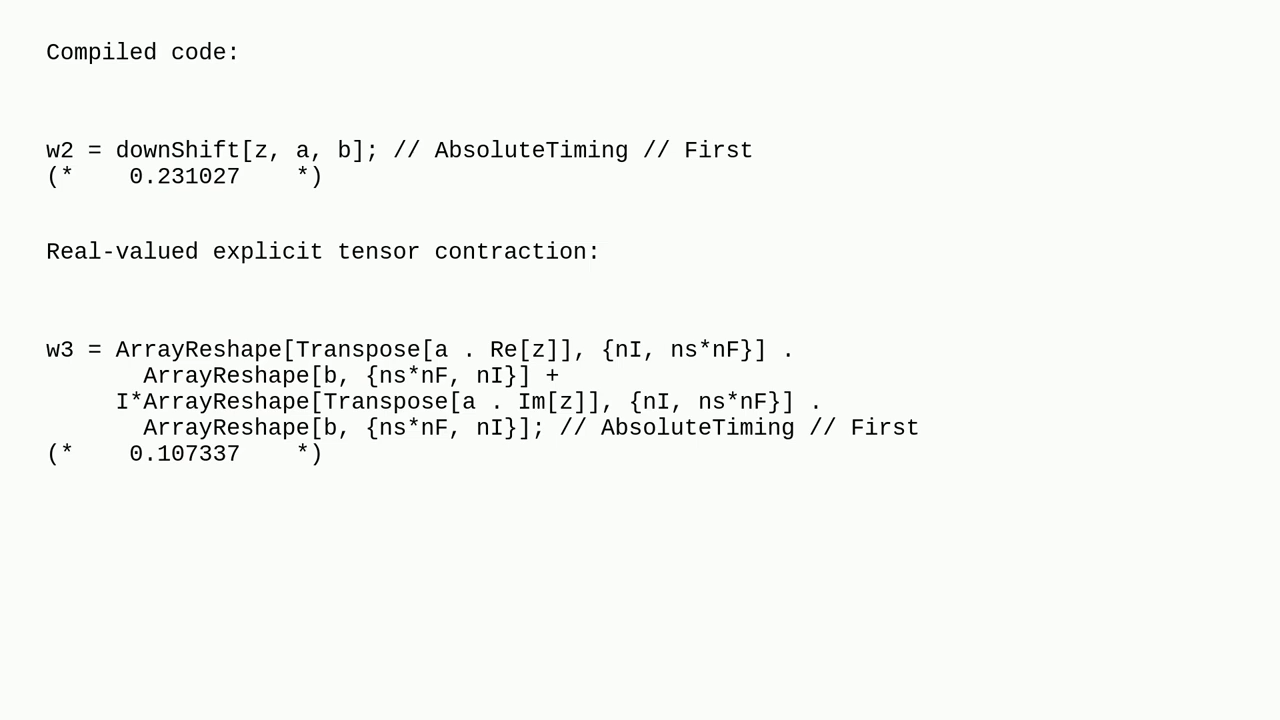 Compiled code:
w2 = downShift[z, a, b]; // AbsoluteTiming // First
(*    0.231027    *)
Real-valued explicit tensor contraction:
w3 = ArrayReshape[Transpose[a . Re[z]], {nI, ns*nF}] .
       ArrayReshape[b, {ns*nF, nI}] +
     I*ArrayReshape[Transpose[a . Im[z]], {nI, ns*nF}] .
       ArrayReshape[b, {ns*nF, nI}]; // AbsoluteTiming // First
(*    0.107337    *)